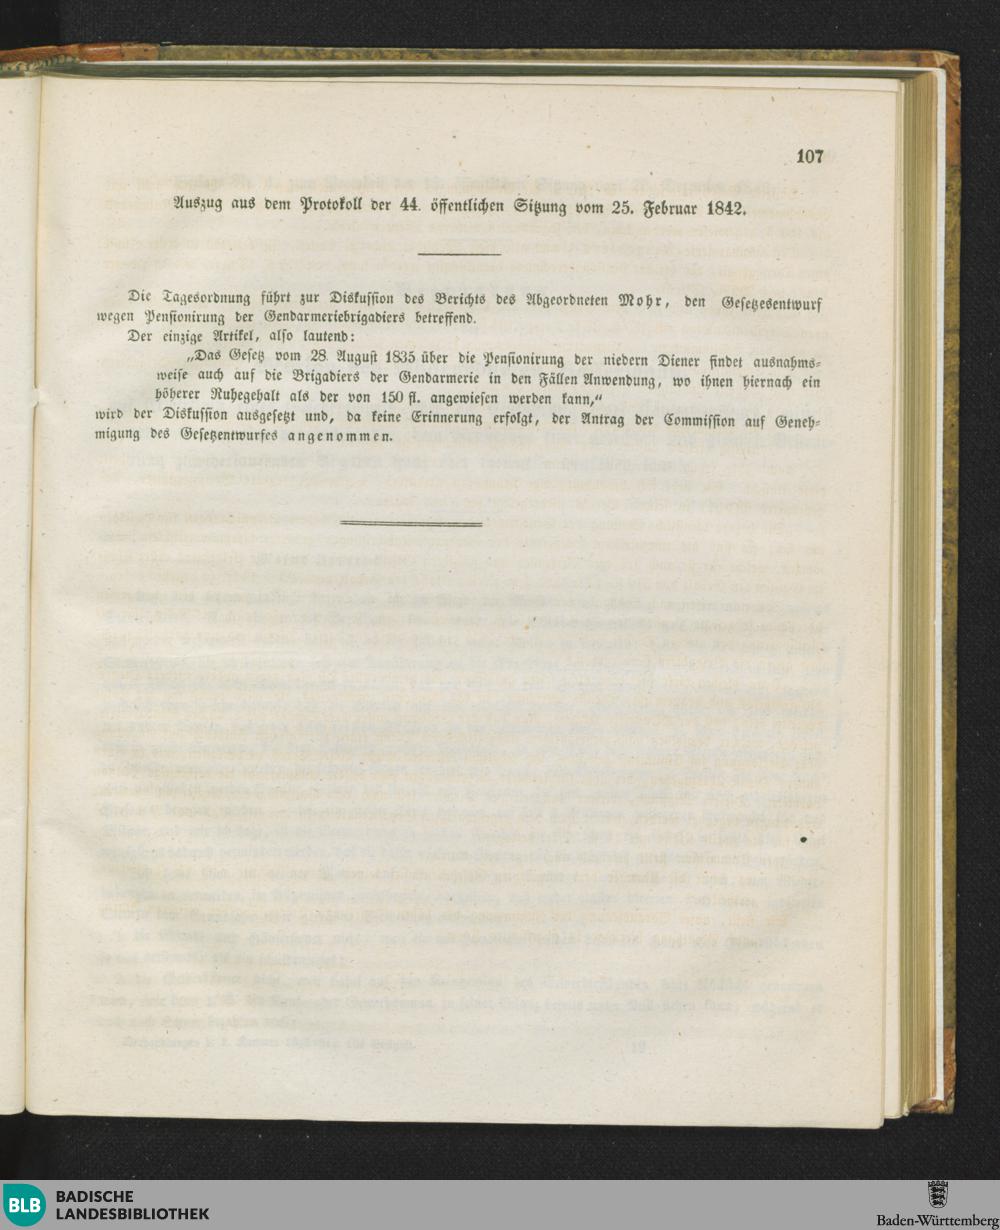 107
Auszug aus dem Protokoll der 44. öffentlichen Sitzung vom 25. Februar 1842.
Die Tagesordnung führt zur Diskussion des Berichts des Abgeordneten Mohr, den Gesetzesentwurf
wegen Pensionirung der Gendarmeriebrigadiers betreffend.
Der einzige Artikel, also lautend:
„Das Gesetz vom 28. August 1835 über die Pensionirung der niedern Diener findet ausnahms-
weise auch auf die Brigadiers der Gendarmerie in den Fällen Anwendung, wo ihnen hiernach ein
höherer Ruhegehalt als der von 150 fl. angewiesen werden kann,“
wird der Diskussion ausgesetzt und, da keine Erinnerung erfolgt, der Antrag der Commission auf Geneh-
migung des Gesetzentwurfes angenommen.
BLB BADISCHE
LANDESBIBLIOTHEK
Baden-Württemberg